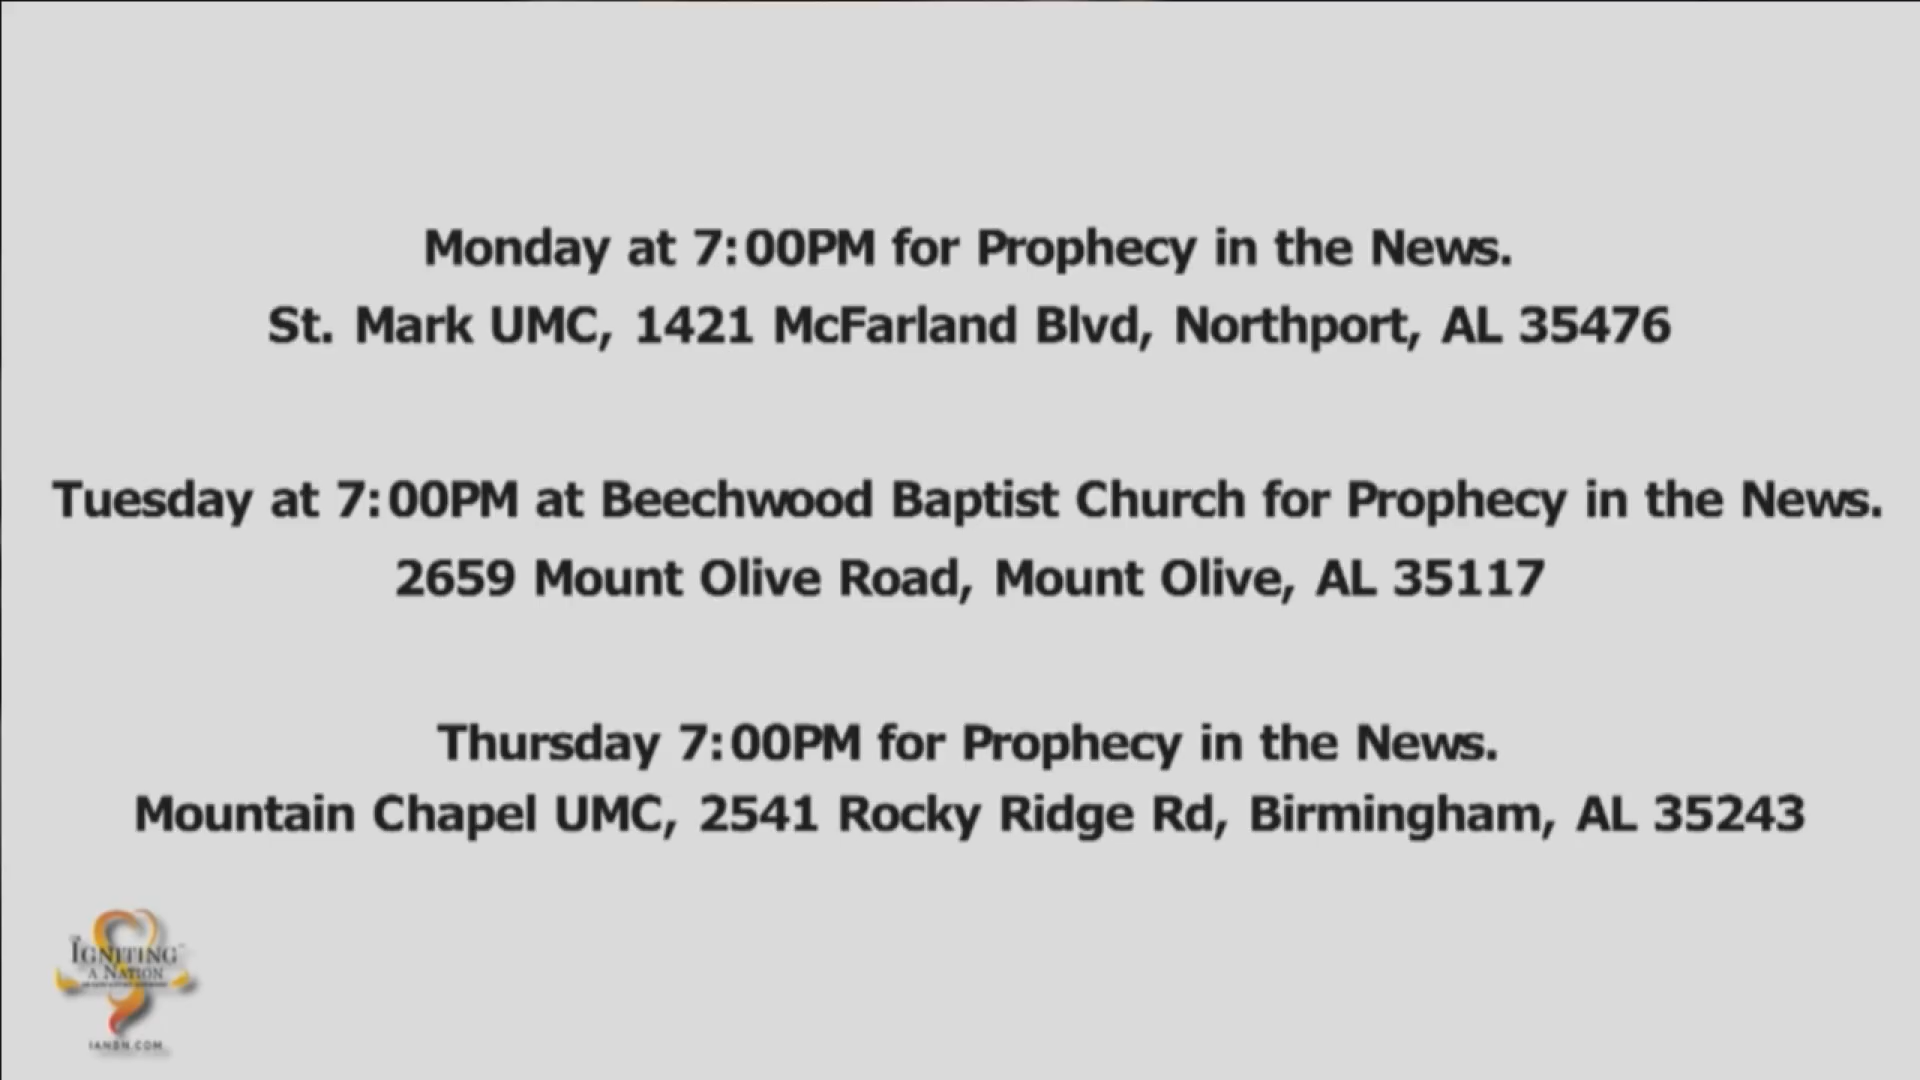 Monday at 7:00PM for Prophecy in the News.
St. Mark UMC, 1421 McFarland Blvd, Northport, AL 35476
Tuesday at 7:00PM at Beechwood Baptist Church for Prophecy in the News.
2659 Mount Olive Road, Mount Olive, AL 35117
Thursday 7:00PM for Prophecy in the News.
Mountain Chapel UMC, 2541 Rocky Ridge Rd, Birmingham, AL 35243
IGNITING
A NATION